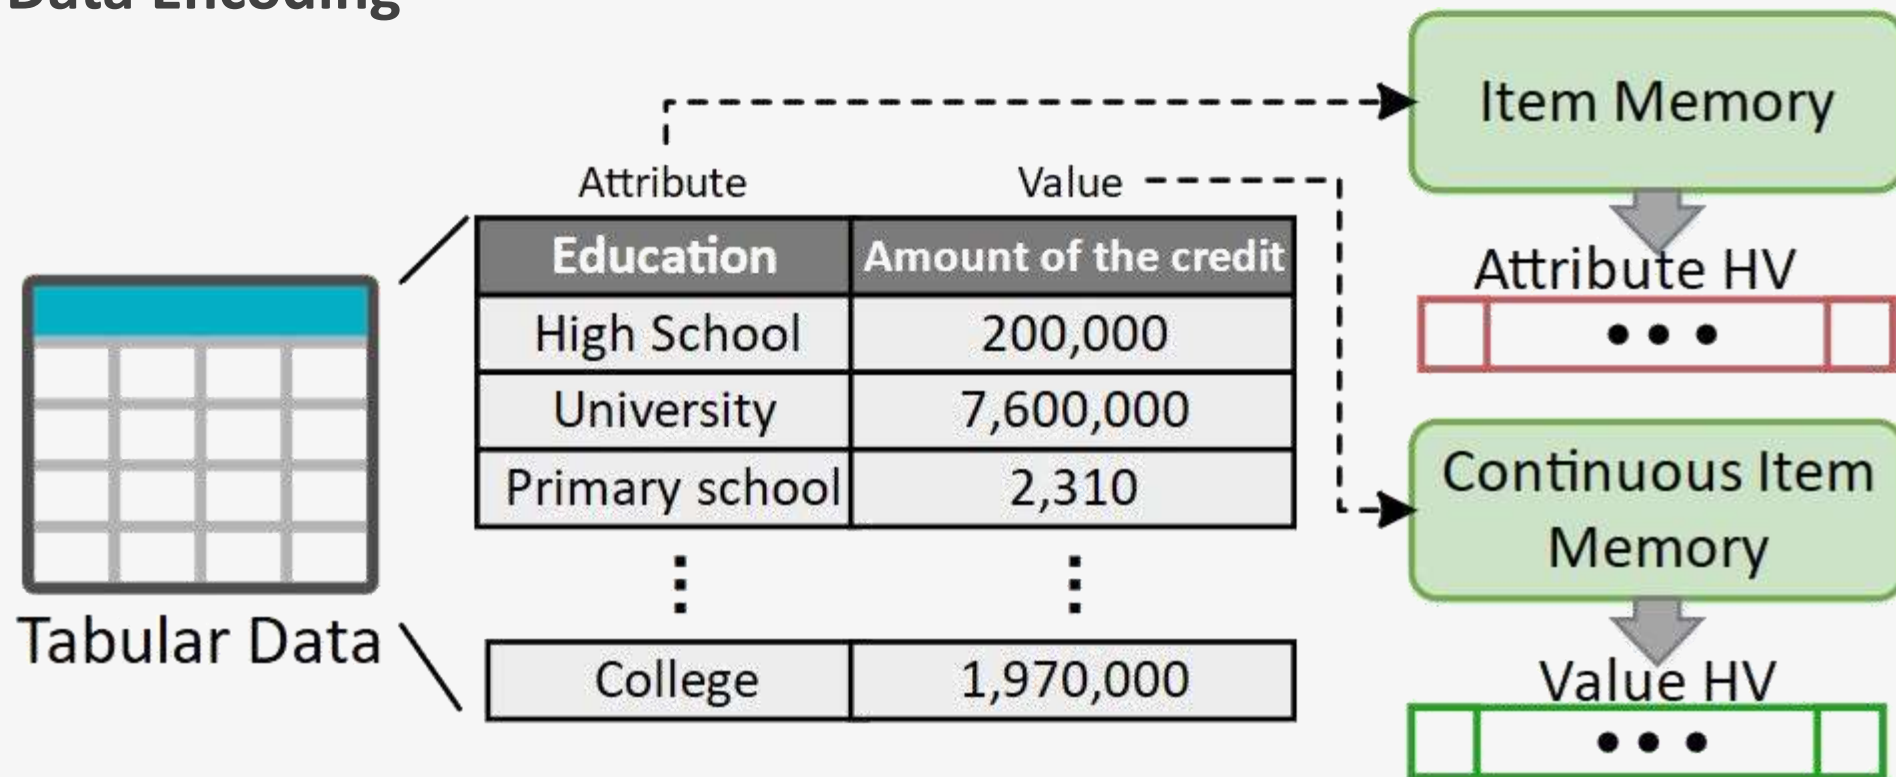 Data Encoding
Item Memory
Attribute
Value
Education
Amount of the credit
High School
200,000
University
7,600,000
Primary school
2,310
College
1,970,000
Tabular Data
Attribute HV
Continuous Item
Memory
Value HV